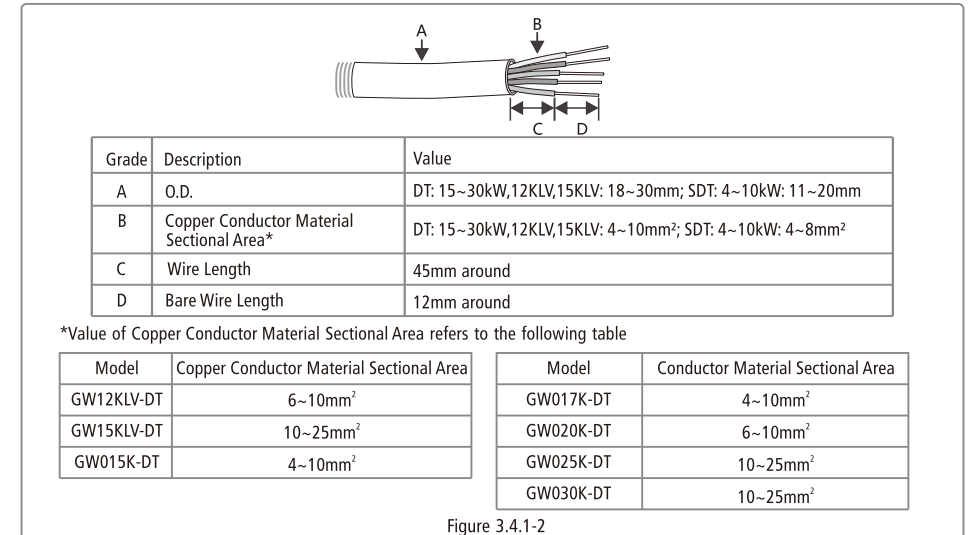 A
B
C
D
Grade Description Value
A O.D. DT: 15~30kW,12KLV,15KLV: 18~30mm; SDT: 4~10kW: 11~20mm
B Copper Conductor Material
Sectional Area* DT: 15~30kW,12KLV,15KLV: 4~10mm²; SDT: 4~10kW: 4~8mm²
C Wire Length 45mm around
D Bare Wire Length 12mm around
*Value of Copper Conductor Material Sectional Area refers to the following table
Model Copper Conductor Material Sectional Area
GW12KLV-DT 6~10mm²
GW15KLV-DT 10~25mm²
GW015K-DT 4~10mm²
Model Conductor Material Sectional Area
GW017K-DT 4~10mm²
GW020K-DT 6~10mm²
GW025K-DT 10~25mm²
GW030K-DT 10~25mm²
Figure 3.4.1-2